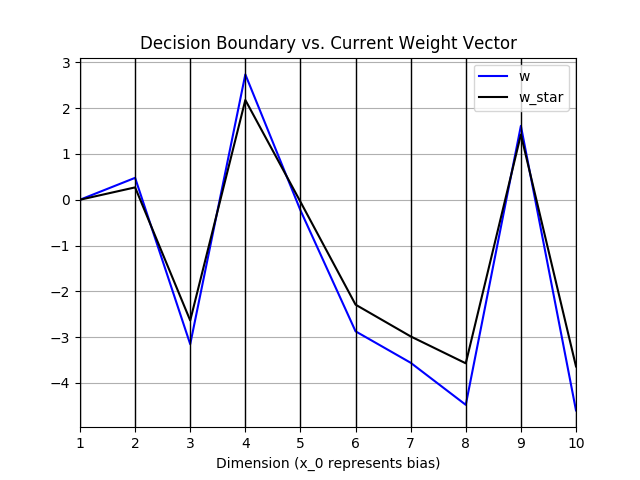 Decision Boundary vs. Current Weight Vector
w
w_star
3
2
1
0
−1
−2
−3
−4
1 2 3 4 5 6 7 8 9 10
Dimension (x_0 represents bias)